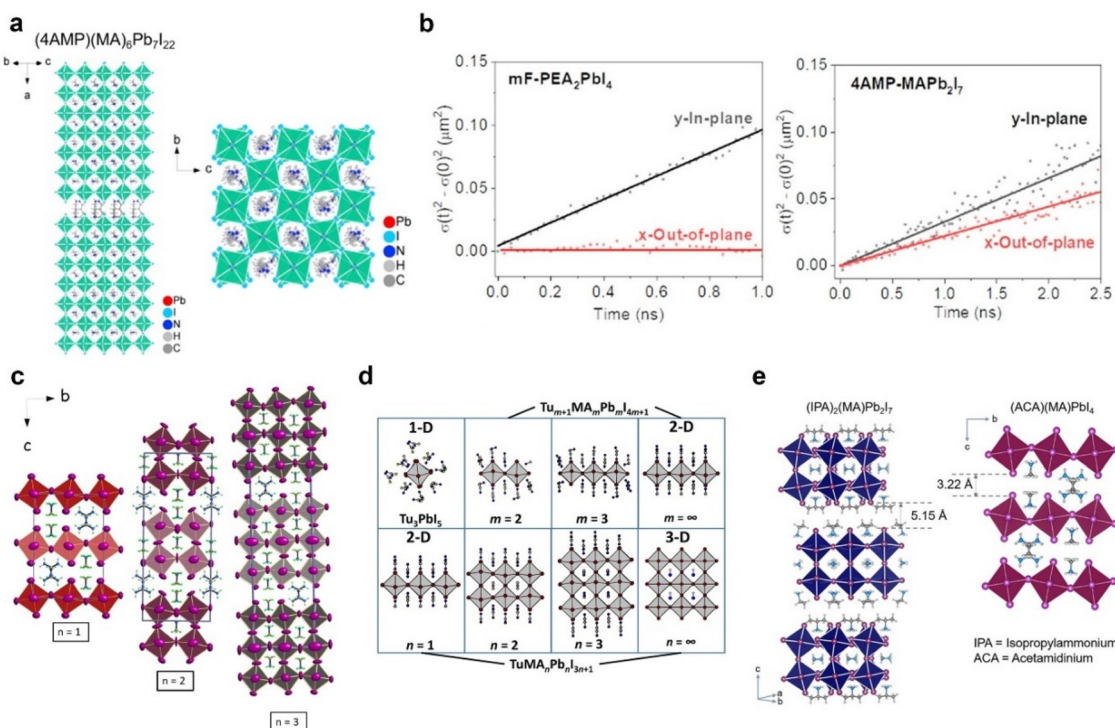 a
(4AMP)(MA)₆Pb₇I₂₂
b
c
a
b
c
Pb
I
N
H
C
Pb
I
N
H
C
b
mF-PEA₂PbI₄
y-In-plane
x-Out-of-plane
0.15
0.10
0.05
0.00
σ(t)² - σ(0)² (μm²)
0.0 0.2 0.4 0.6 0.8 1.0
Time (ns)
4AMP-MAPb₂I₇
y-In-plane
x-Out-of-plane
0.15
0.10
0.05
0.00
σ(t)² - σ(0)² (μm²)
0.0 0.5 1.0 1.5 2.0 2.5
Time (ns)
c
b
c
n = 1
n = 2
n = 3
d
Tuₘ₊₁MAₘPbₘI₄ₘ₊₁
1-D
2-D
Tu₃PbI₅
m = 2
m = 3
m = ∞
2-D
3-D
n = 1
n = 2
n = 3
n = ∞
TuMAₙPbₙI₃ₙ₊₁
e
(IPA)₂(MA)Pb₂I₇
(ACA)(MA)PbI₄
b
c
3.22 Å
5.15 Å
IPA = Isopropylammonium
ACA = Acetamidinium
c
a
b